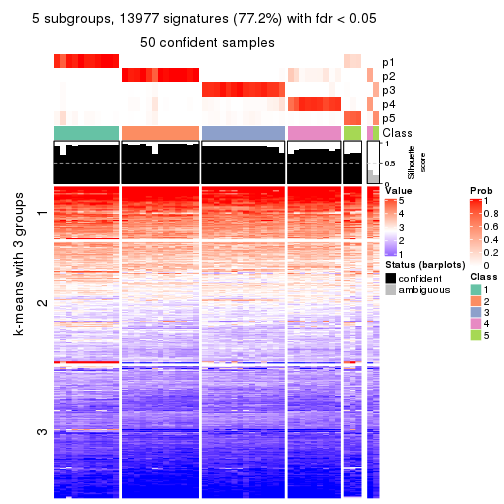 5 subgroups, 13977 signatures (77.2%) with fdr < 0.05
50 confident samples
p1
p2
p3
p4
p5
Class
1
0.5
0
Silhouette
score
k-means with 3 groups
1
2
3
Value
5
4
3
2
1
Status (barplots)
confident
ambiguous
Prob
1
0.8
0.6
0.4
0.2
0
Class
1
2
3
4
5